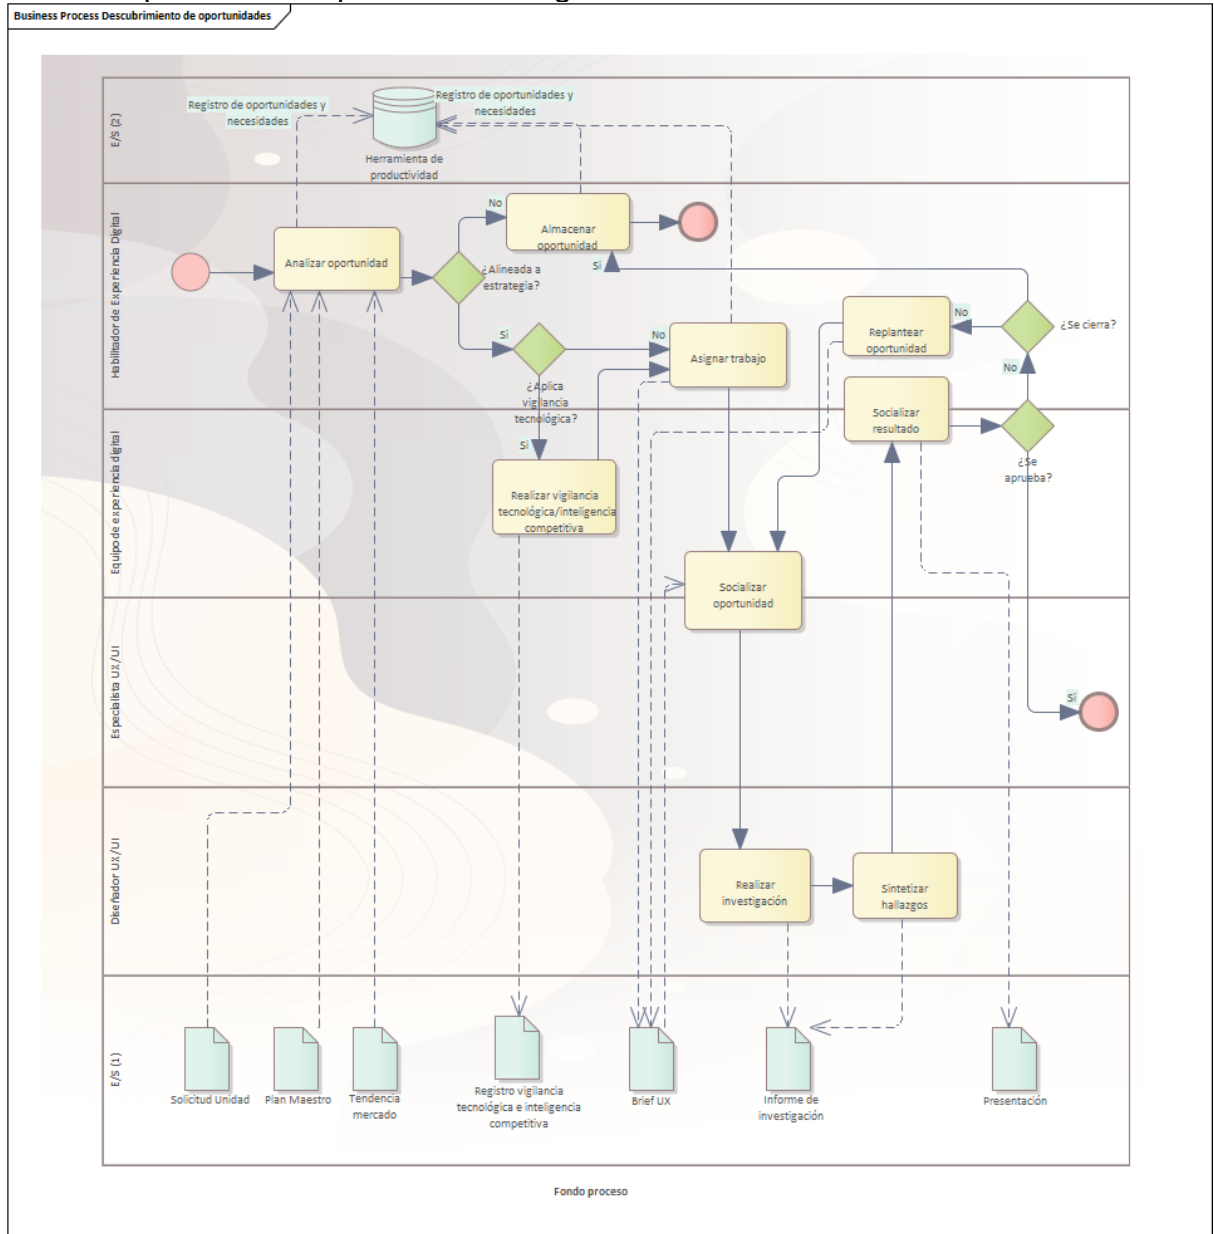 Business Process Descubrimiento de oportunidades
E/S (2)
Registro de oportunidades y
necesidades
Registro de oportunidades y
necesidades
Herramienta de
productividad
Habilitador de Experiencia Digital
Analizar oportunidad
¿Alineada a
estrategia?
No
Almacenar
oportunidad
Si
Si
¿Aplica
vigilancia
tecnológica?
No
Asignar trabajo
Replantear
oportunidad
No
¿Se cierra?
No
Equipo de experiencia digital
Si
Realizar vigilancia
tecnológica/inteligencia
competitiva
Socializar
resultado
¿Se
aprueba?
Socializar
oportunidad
Especialista UX/UI
Si
Diseñador UX/UI
Realizar
investigación
Sintetizar
hallazgos
E/S (1)
Solicitud Unidad
Plan Maestro
Tendencia
mercado
Registro vigilancia
tecnológica e inteligencia
competitiva
Brief UX
Informe de
investigación
Presentación
Fondo proceso